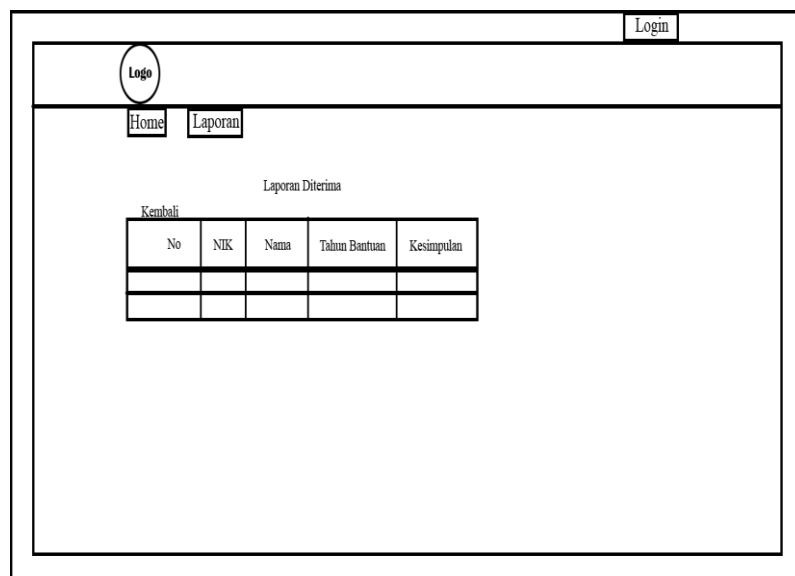 Login
Logo
Home Laporan
Laporan Diterima
Kembali
No NIK Nama Tahun Bantuan Kesimpulan